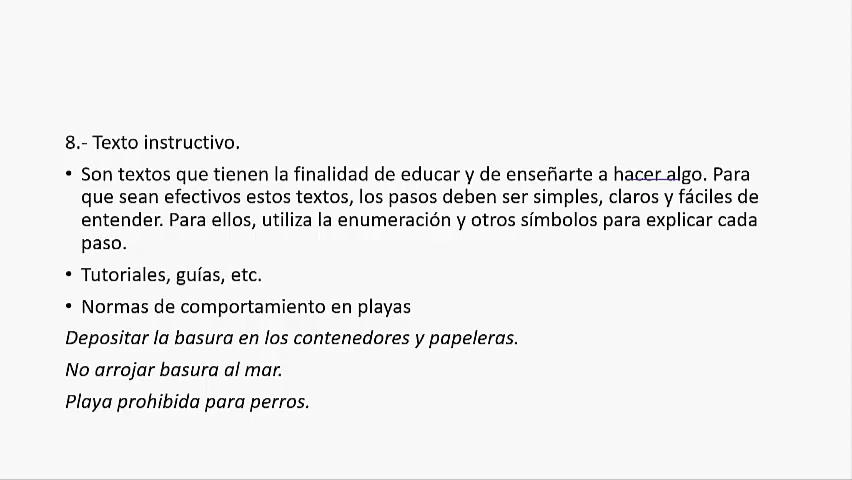 8.- Texto instructivo.
• Son textos que tienen la finalidad de educar y de enseñarte a hacer algo. Para
que sean efectivos estos textos, los pasos deben ser simples, claros y fáciles de
entender. Para ellos, utiliza la enumeración y otros símbolos para explicar cada
paso.
• Tutoriales, guías, etc.
• Normas de comportamiento en playas
Depositar la basura en los contenedores y papeleras.
No arrojar basura al mar.
Playa prohibida para perros.